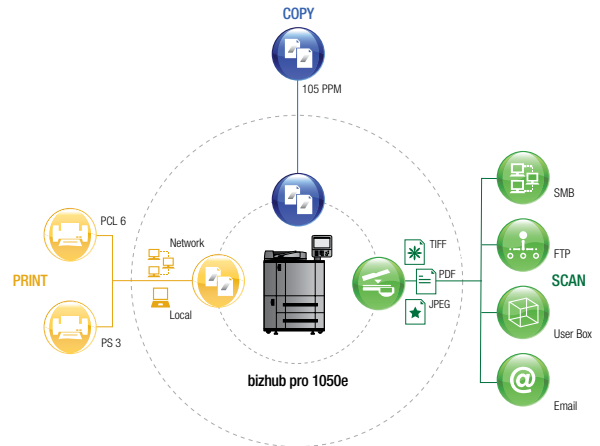 COPY
105 PPM
PCL 6
Network
PRINT
Local
PS 3
bizhub pro 1050e
TIFF
PDF
JPEG
SMB
FTP
SCAN
User Box
@
Email